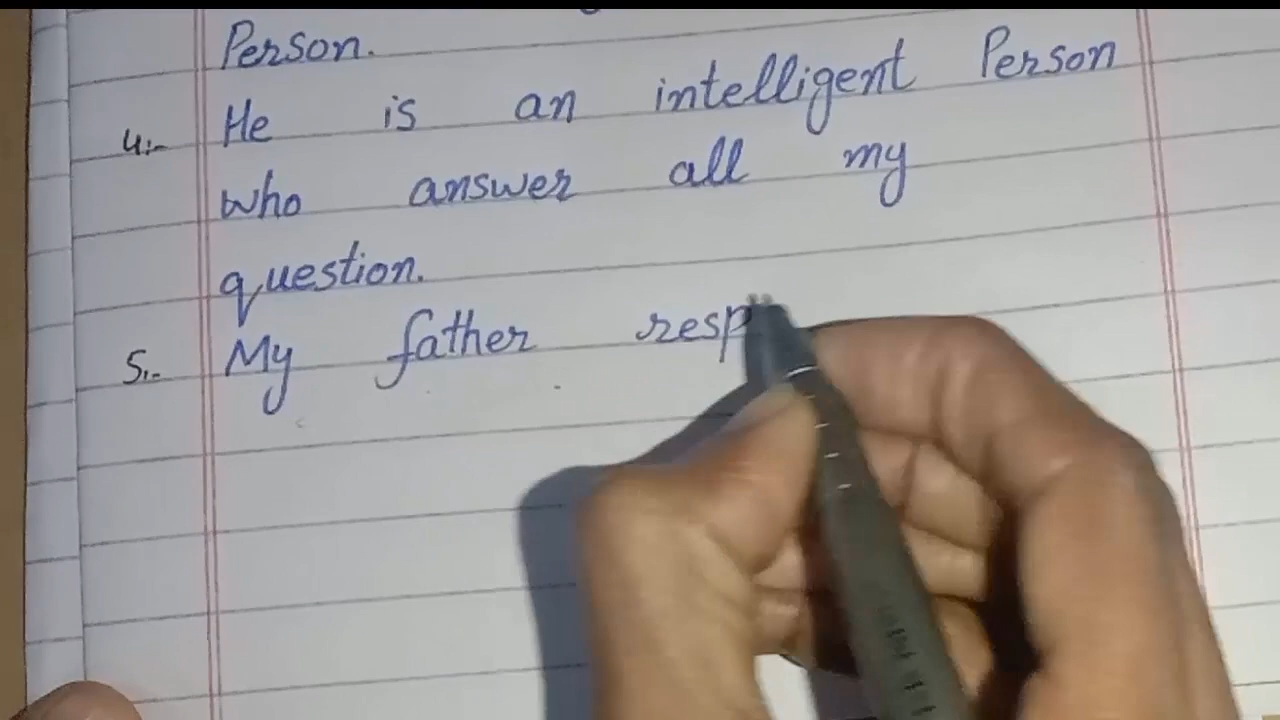 Person.
4:- He is an intelligent Person
who answer all my
question.
5:- My father resp